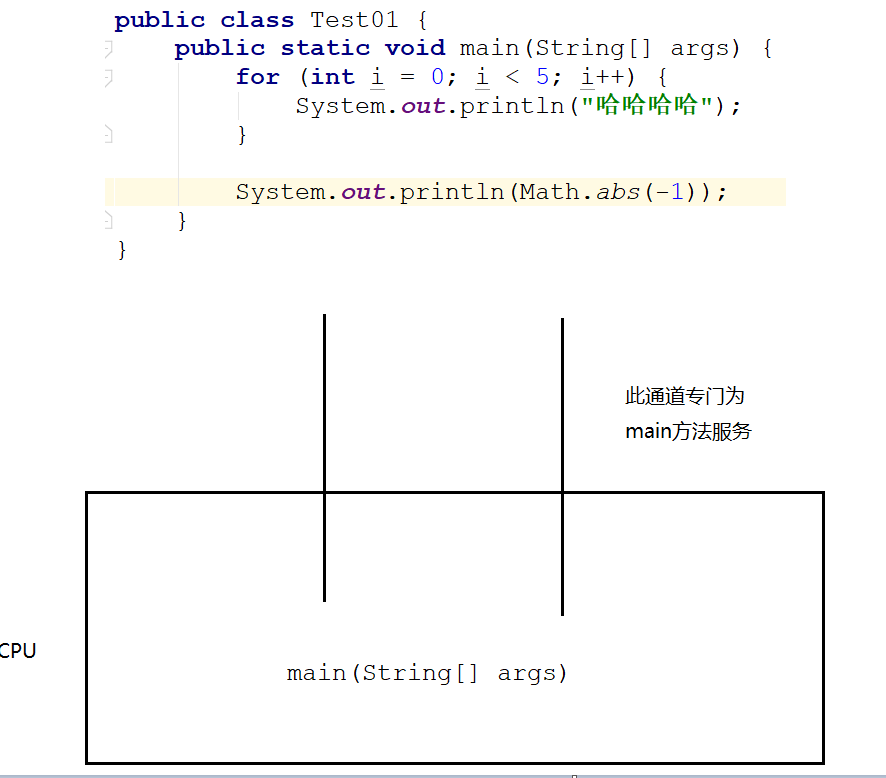 public class Test01 {
public static void main(String[] args) {
for (int i = 0; i < 5; i++) {
System.out.println("哈哈哈哈");
}
System.out.println(Math.abs(-1));
}
}
此通道专门为
main方法服务
CPU
main(String[] args)